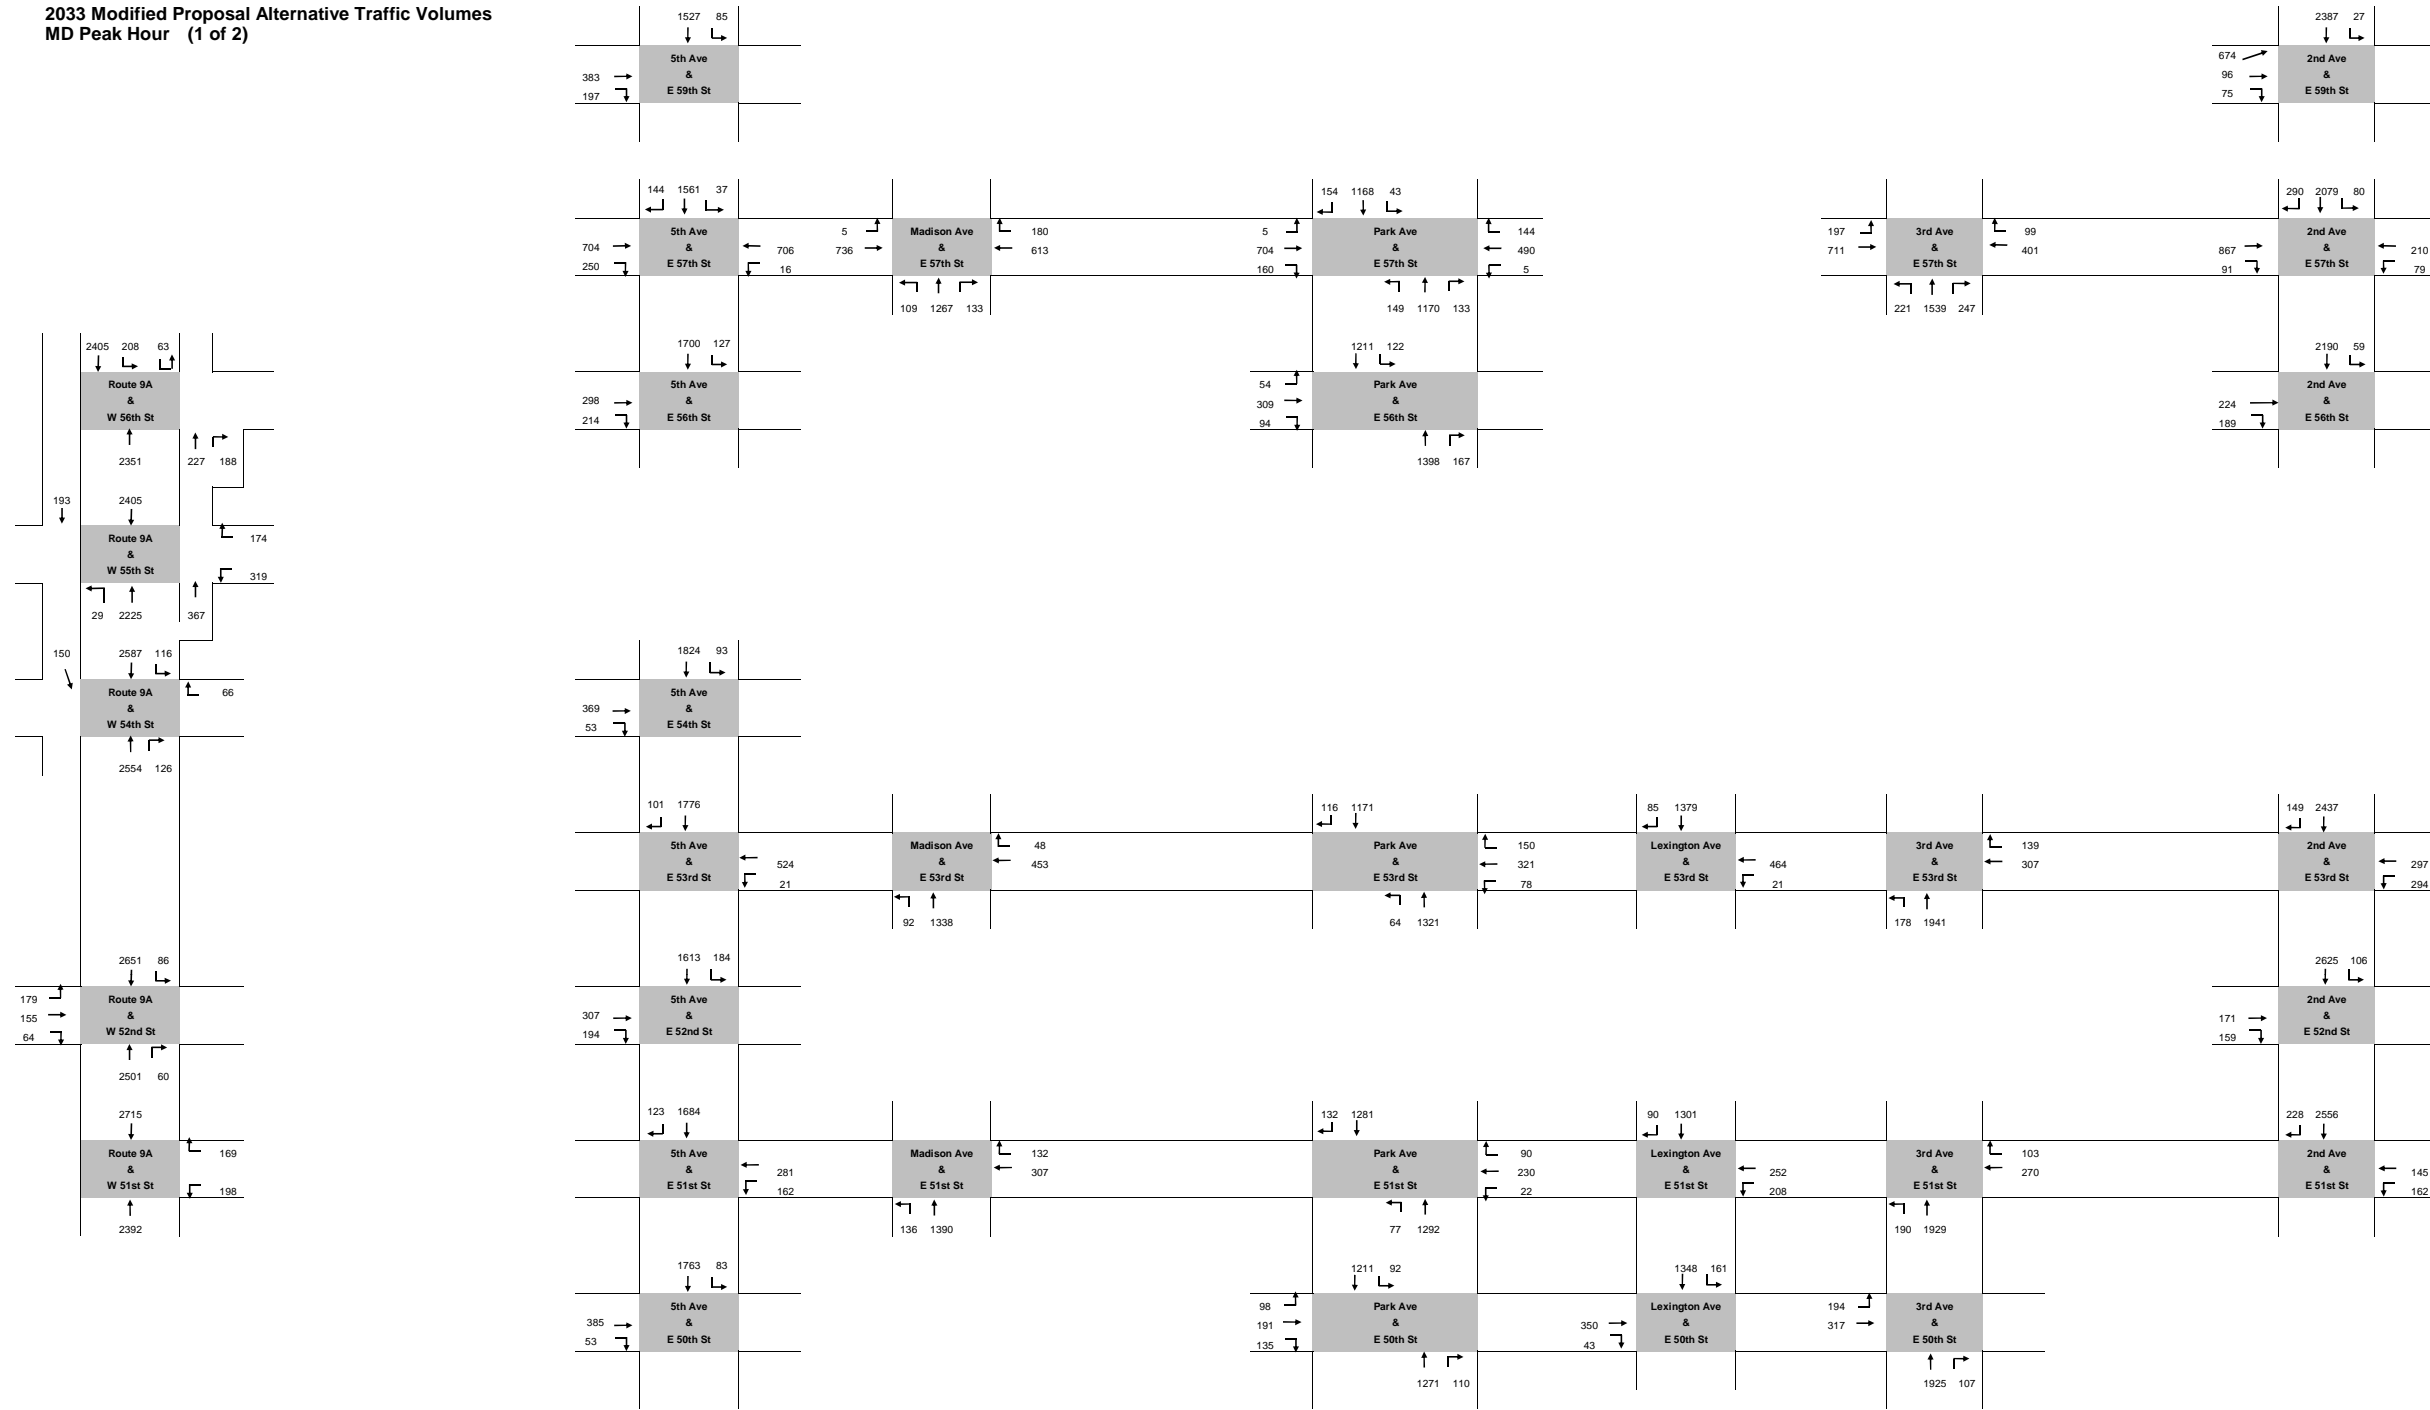 2033 Modified Proposal Alternative Traffic Volumes
MD Peak Hour (1 of 2)
1527 85
5th Ave
&
E 59th St
383
197
2387 27
674
96
75
2nd Ave
&
E 59th St
144 1561 37
704
250
5th Ave
&
E 57th St
706
16
5
736
Madison Ave
&
E 57th St
180
613
109 1267 133
154 1168 43
5
704
160
Park Ave
&
E 57th St
144
490
5
149 1170 133
197
711
3rd Ave
&
E 57th St
99
401
221 1539 247
290 2079 80
867
91
2nd Ave
&
E 57th St
210
79
2405 208 63
Route 9A
&
W 56th St
2351 227 188
1700 127
298
214
5th Ave
&
E 56th St
1211 122
54
309
94
Park Ave
&
E 56th St
1398 167
2190 59
224
189
2nd Ave
&
E 56th St
193 2405
Route 9A
&
W 55th St
174
319
29 2225 367
150 2587 116
Route 9A
&
W 54th St
66
2554 126
1824 93
369
53
5th Ave
&
E 54th St
101 1776
5th Ave
&
E 53rd St
524
21
Madison Ave
&
E 53rd St
48
453
92 1338
116 1171
Park Ave
&
E 53rd St
150
321
78
64 1321
85 1379
Lexington Ave
&
E 53rd St
464
21
3rd Ave
&
E 53rd St
139
307
178 1941
149 2437
2nd Ave
&
E 53rd St
297
294
2651 86
179
155
64
Route 9A
&
W 52nd St
2501 60
1613 184
307
194
5th Ave
&
E 52nd St
2625 106
171
159
2nd Ave
&
E 52nd St
2715
Route 9A
&
W 51st St
169
198
2392
123 1684
5th Ave
&
E 51st St
281
162
Madison Ave
&
E 51st St
132
307
136 1390
132 1281
Park Ave
&
E 51st St
90
230
22
77 1292
90 1301
Lexington Ave
&
E 51st St
252
208
3rd Ave
&
E 51st St
103
270
190 1929
228 2556
2nd Ave
&
E 51st St
145
162
1763 83
385
53
5th Ave
&
E 50th St
1211 92
98
191
135
Park Ave
&
E 50th St
1271 110
1348 161
350
43
Lexington Ave
&
E 50th St
194
317
3rd Ave
&
E 50th St
1925 107